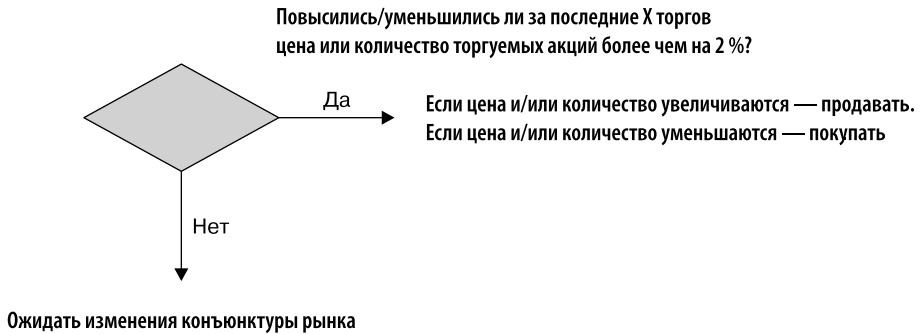 Повысились/уменьшились ли за последние X торгов
цена или количество торгуемых акций более чем на 2 %?
Да
Если цена и/или количество увеличиваются — продавать.
Если цена и/или количество уменьшаются — покупать
Нет
Ожидать изменения конъюнктуры рынка